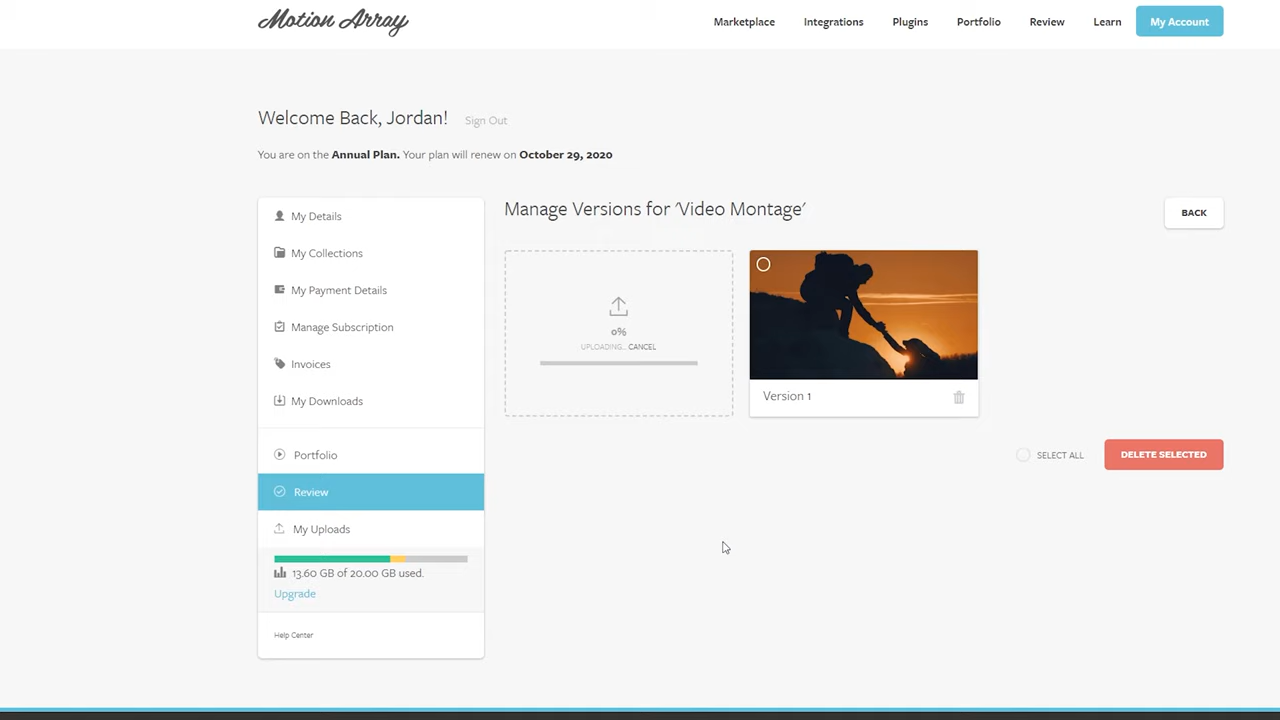 Motion Array
Marketplace
Integrations
Plugins
Portfolio
Review
Learn
My Account
Welcome Back, Jordan!
Sign Out
You are on the Annual Plan. Your plan will renew on October 29, 2020
My Details
My Collections
My Payment Details
Manage Subscription
Invoices
My Downloads
Portfolio
Review
My Uploads
13.60 GB of 20.00 GB used.
Upgrade
Help Center
Manage Versions for 'Video Montage'
BACK
0%
UPLOADING... CANCEL
Version 1
SELECT ALL
DELETE SELECTED